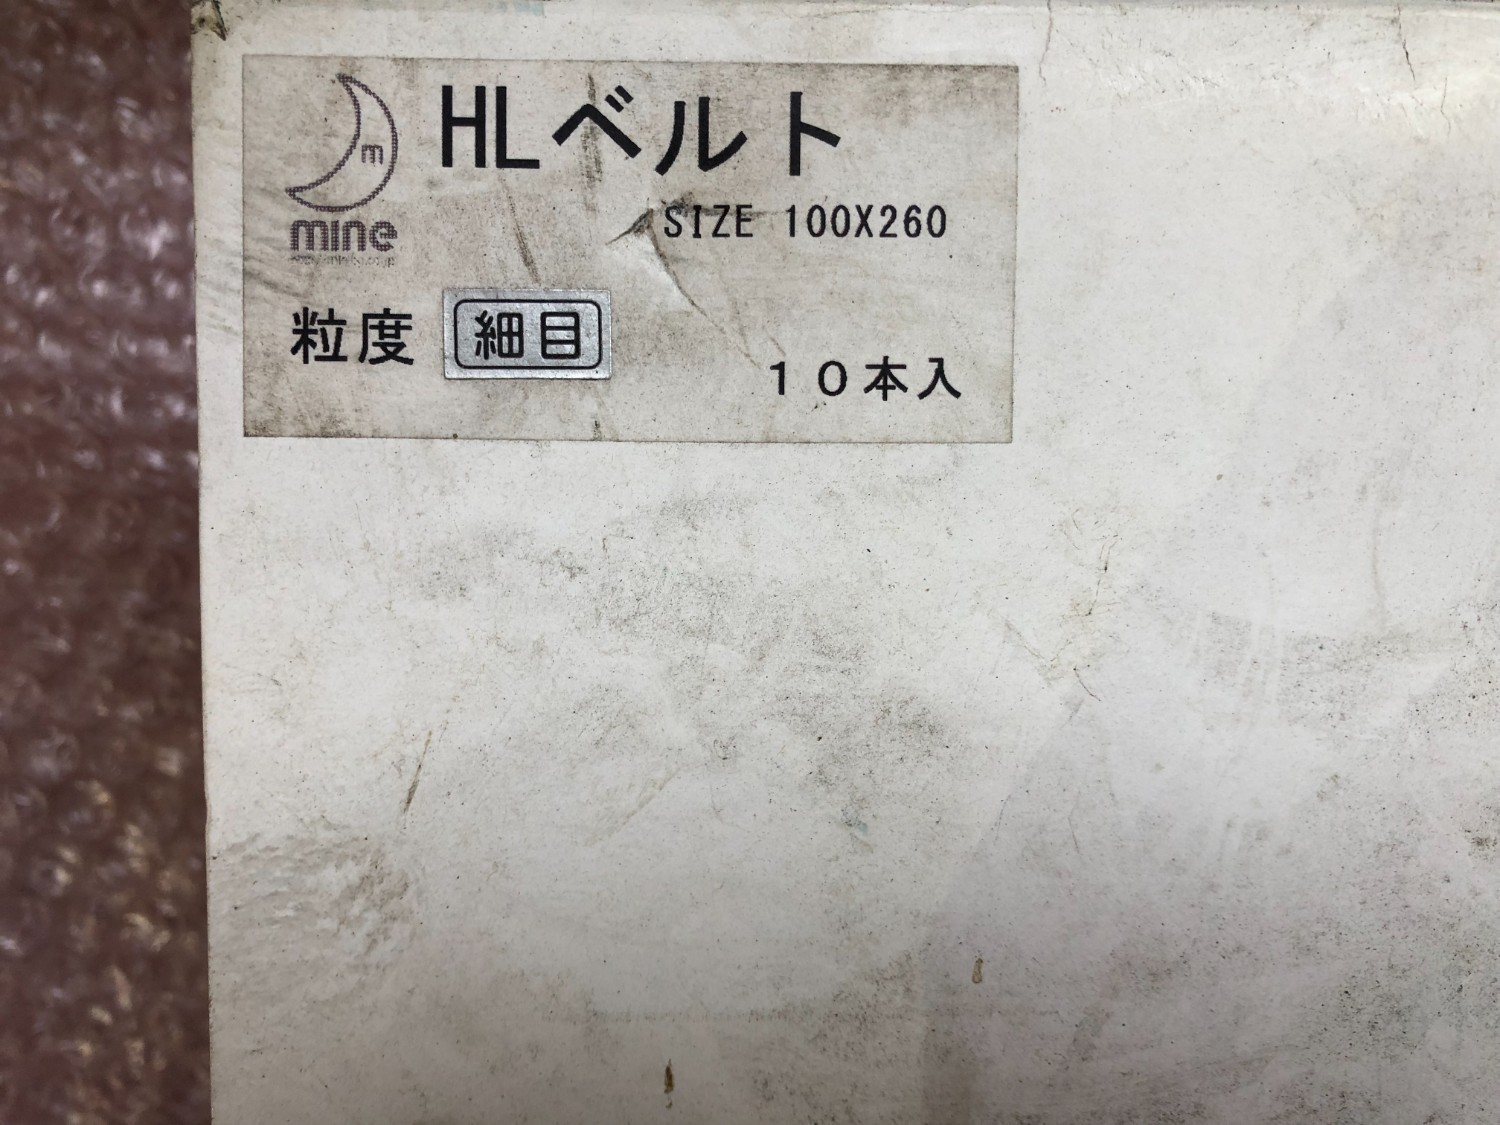 m
mine
HLベルト
SIZE 100X260
粒度 細目
10本入